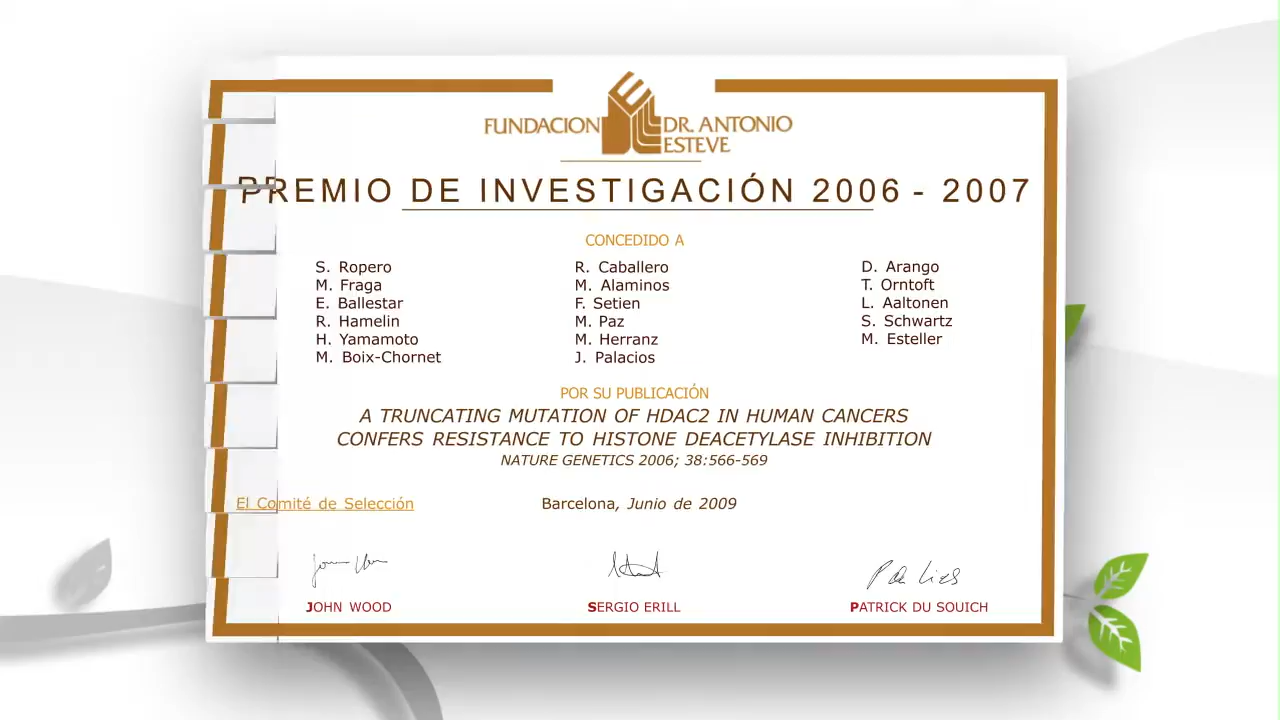 FUNDACION DR. ANTONIO
ESTEVE
PREMIO DE INVESTIGACIÓN 2006 - 2007
CONCEDIDO A
S. Ropero
M. Fraga
E. Ballestar
R. Hamelin
H. Yamamoto
M. Boix-Chornet
R. Caballero
M. Alaminos
F. Setien
M. Paz
M. Herranz
J. Palacios
D. Arango
T. Orntoft
L. Aaltonen
S. Schwartz
M. Esteller
POR SU PUBLICACIÓN
A TRUNCATING MUTATION OF HDAC2 IN HUMAN CANCERS
CONFERS RESISTANCE TO HISTONE DEACETYLASE INHIBITION
NATURE GENETICS 2006; 38:566-569
El Comité de Selección
Barcelona, Junio de 2009
JOHN WOOD
SERGIO ERILL
PATRICK DU SOUICH